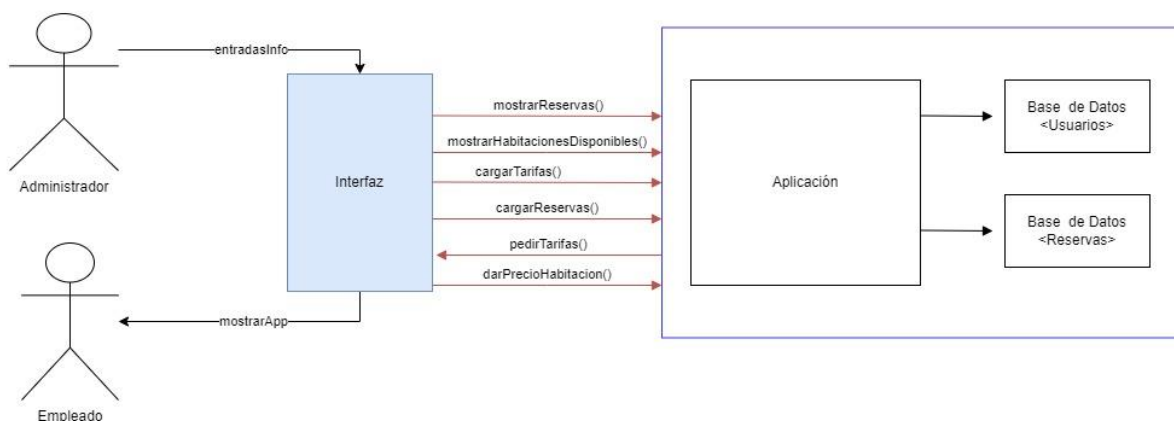 entradasInfo
Administrador
Interfaz
mostrarReservas()
mostrarHabitacionesDisponibles()
cargarTarifas()
cargarReservas()
pedirTarifas()
darPrecioHabitacion()
Aplicación
Base de Datos
<Usuarios>
Base de Datos
<Reservas>
mostrarApp
Empleado